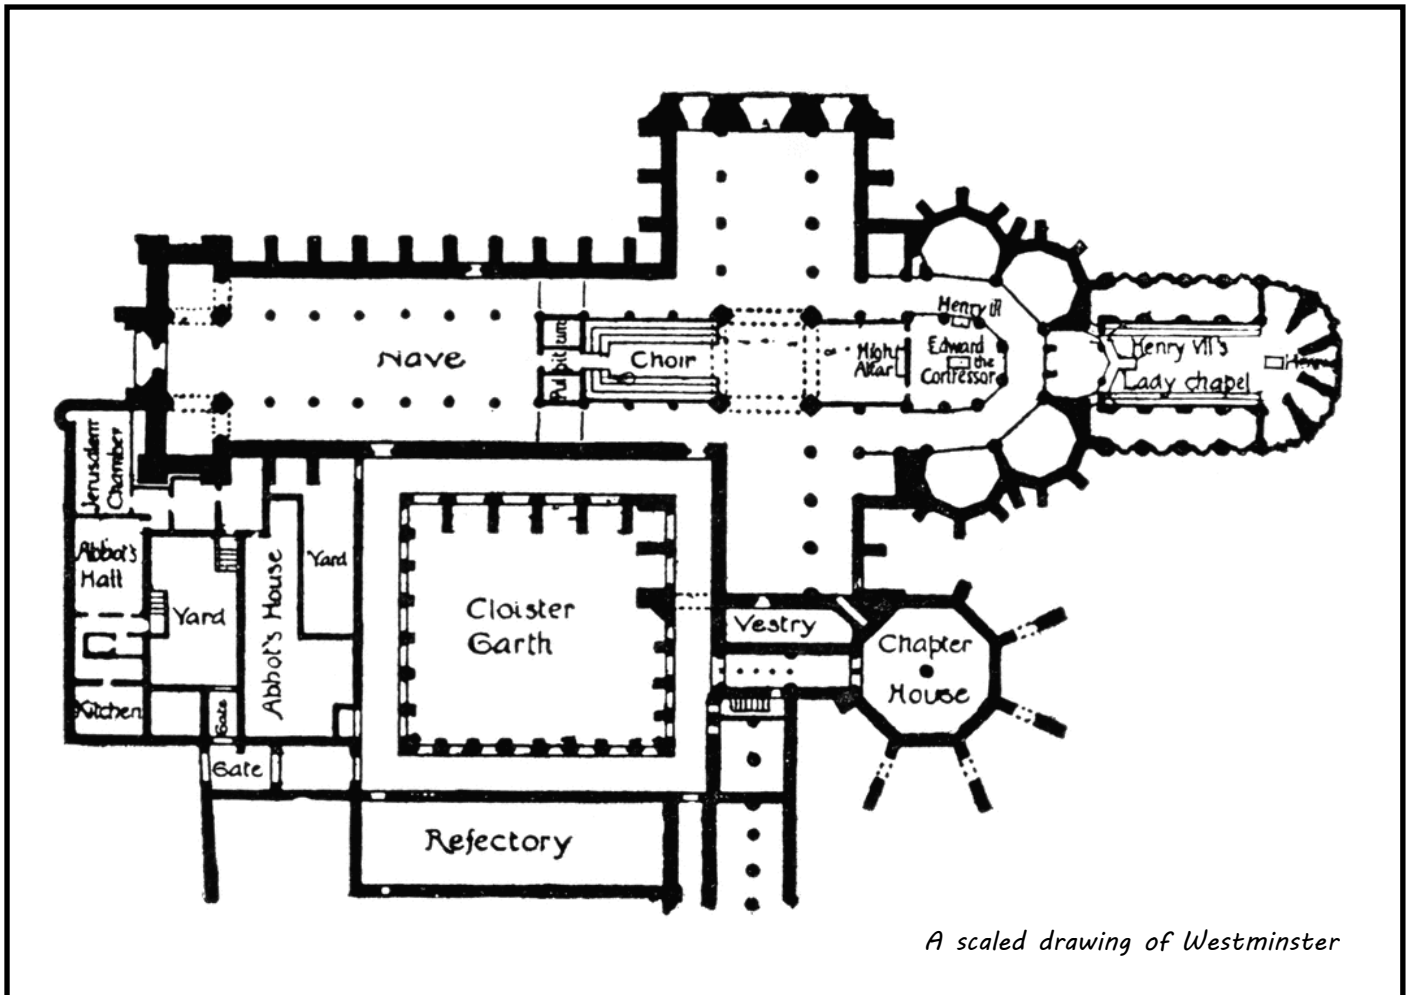 Henry III
Nave
Pulpitum
Choir
High
Altar
Edward
the
Confessor
Henry VII's
Lady chapel
Jerusalem
Chamber
Abbot's
Hall
Yard
Abbot's House
Yard
Cloister
Garth
Vestry
Chapter
House
Kitchen
Gate
Gate
Refectory
A scaled drawing of Westminster